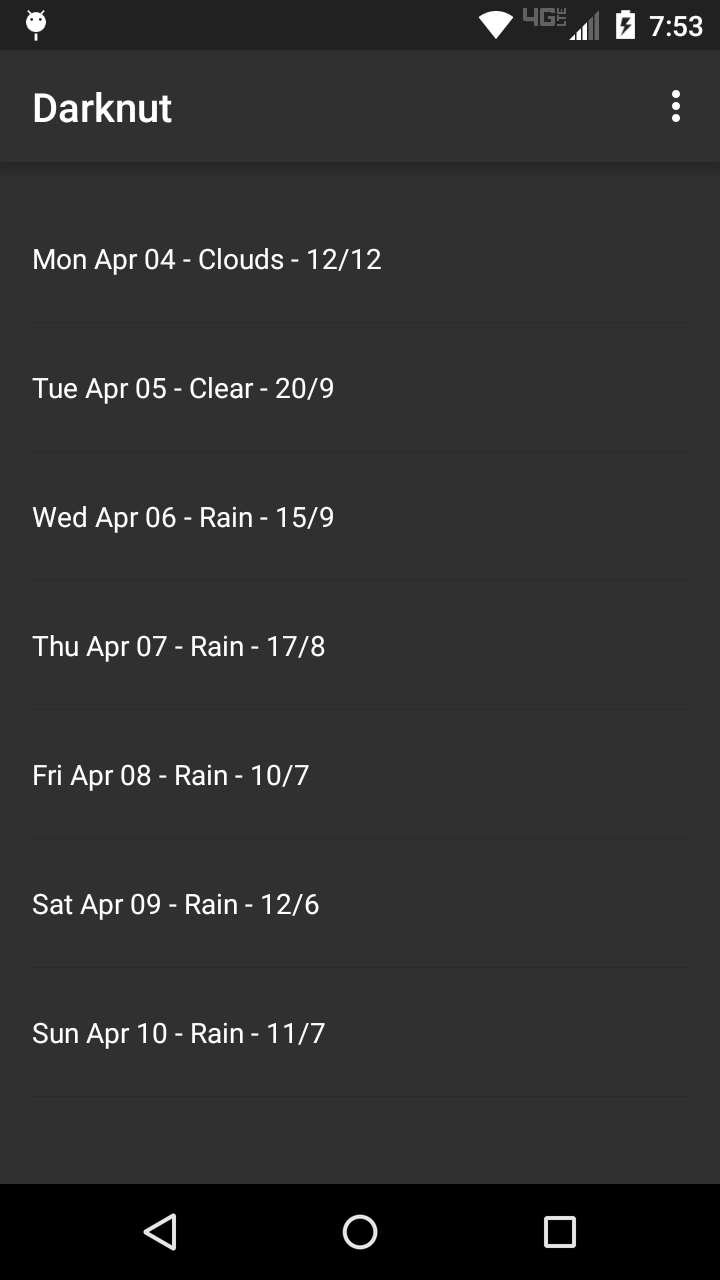 4G LTE 7:53
Darknut
Mon Apr 04 - Clouds - 12/12
Tue Apr 05 - Clear - 20/9
Wed Apr 06 - Rain - 15/9
Thu Apr 07 - Rain - 17/8
Fri Apr 08 - Rain - 10/7
Sat Apr 09 - Rain - 12/6
Sun Apr 10 - Rain - 11/7